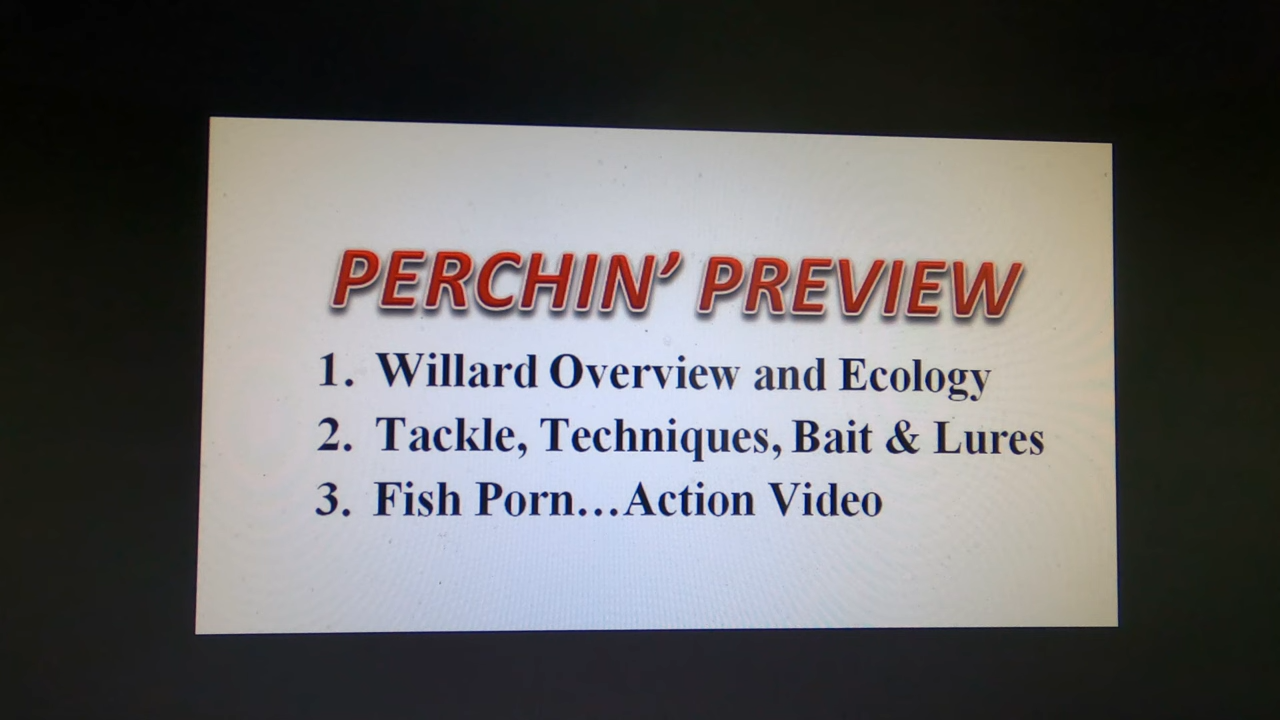 PERCHIN’ PREVIEW
1. Willard Overview and Ecology
2. Tackle, Techniques, Bait & Lures
3. Fish Porn...Action Video